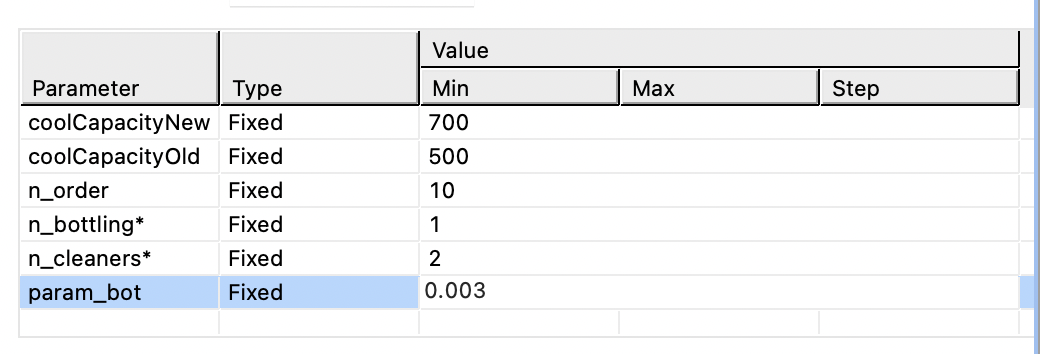 Value
Parameter Type Min Max Step
coolCapacityNew Fixed 700
coolCapacityOld Fixed 500
n_order Fixed 10
n_bottling* Fixed 1
n_cleaners* Fixed 2
param_bot Fixed 0.003